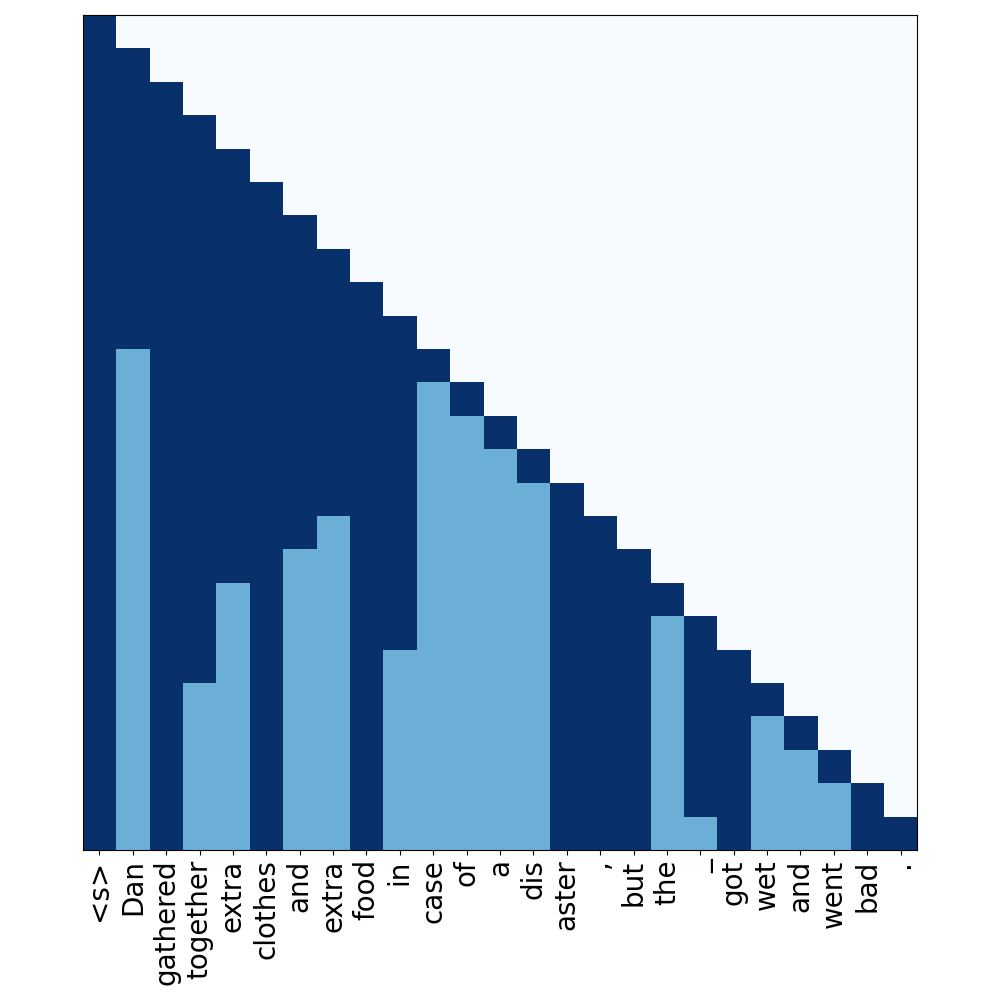 <s> Dan gathered together extra clothes and extra food in case of a dis aster , but the _ got wet and went bad .